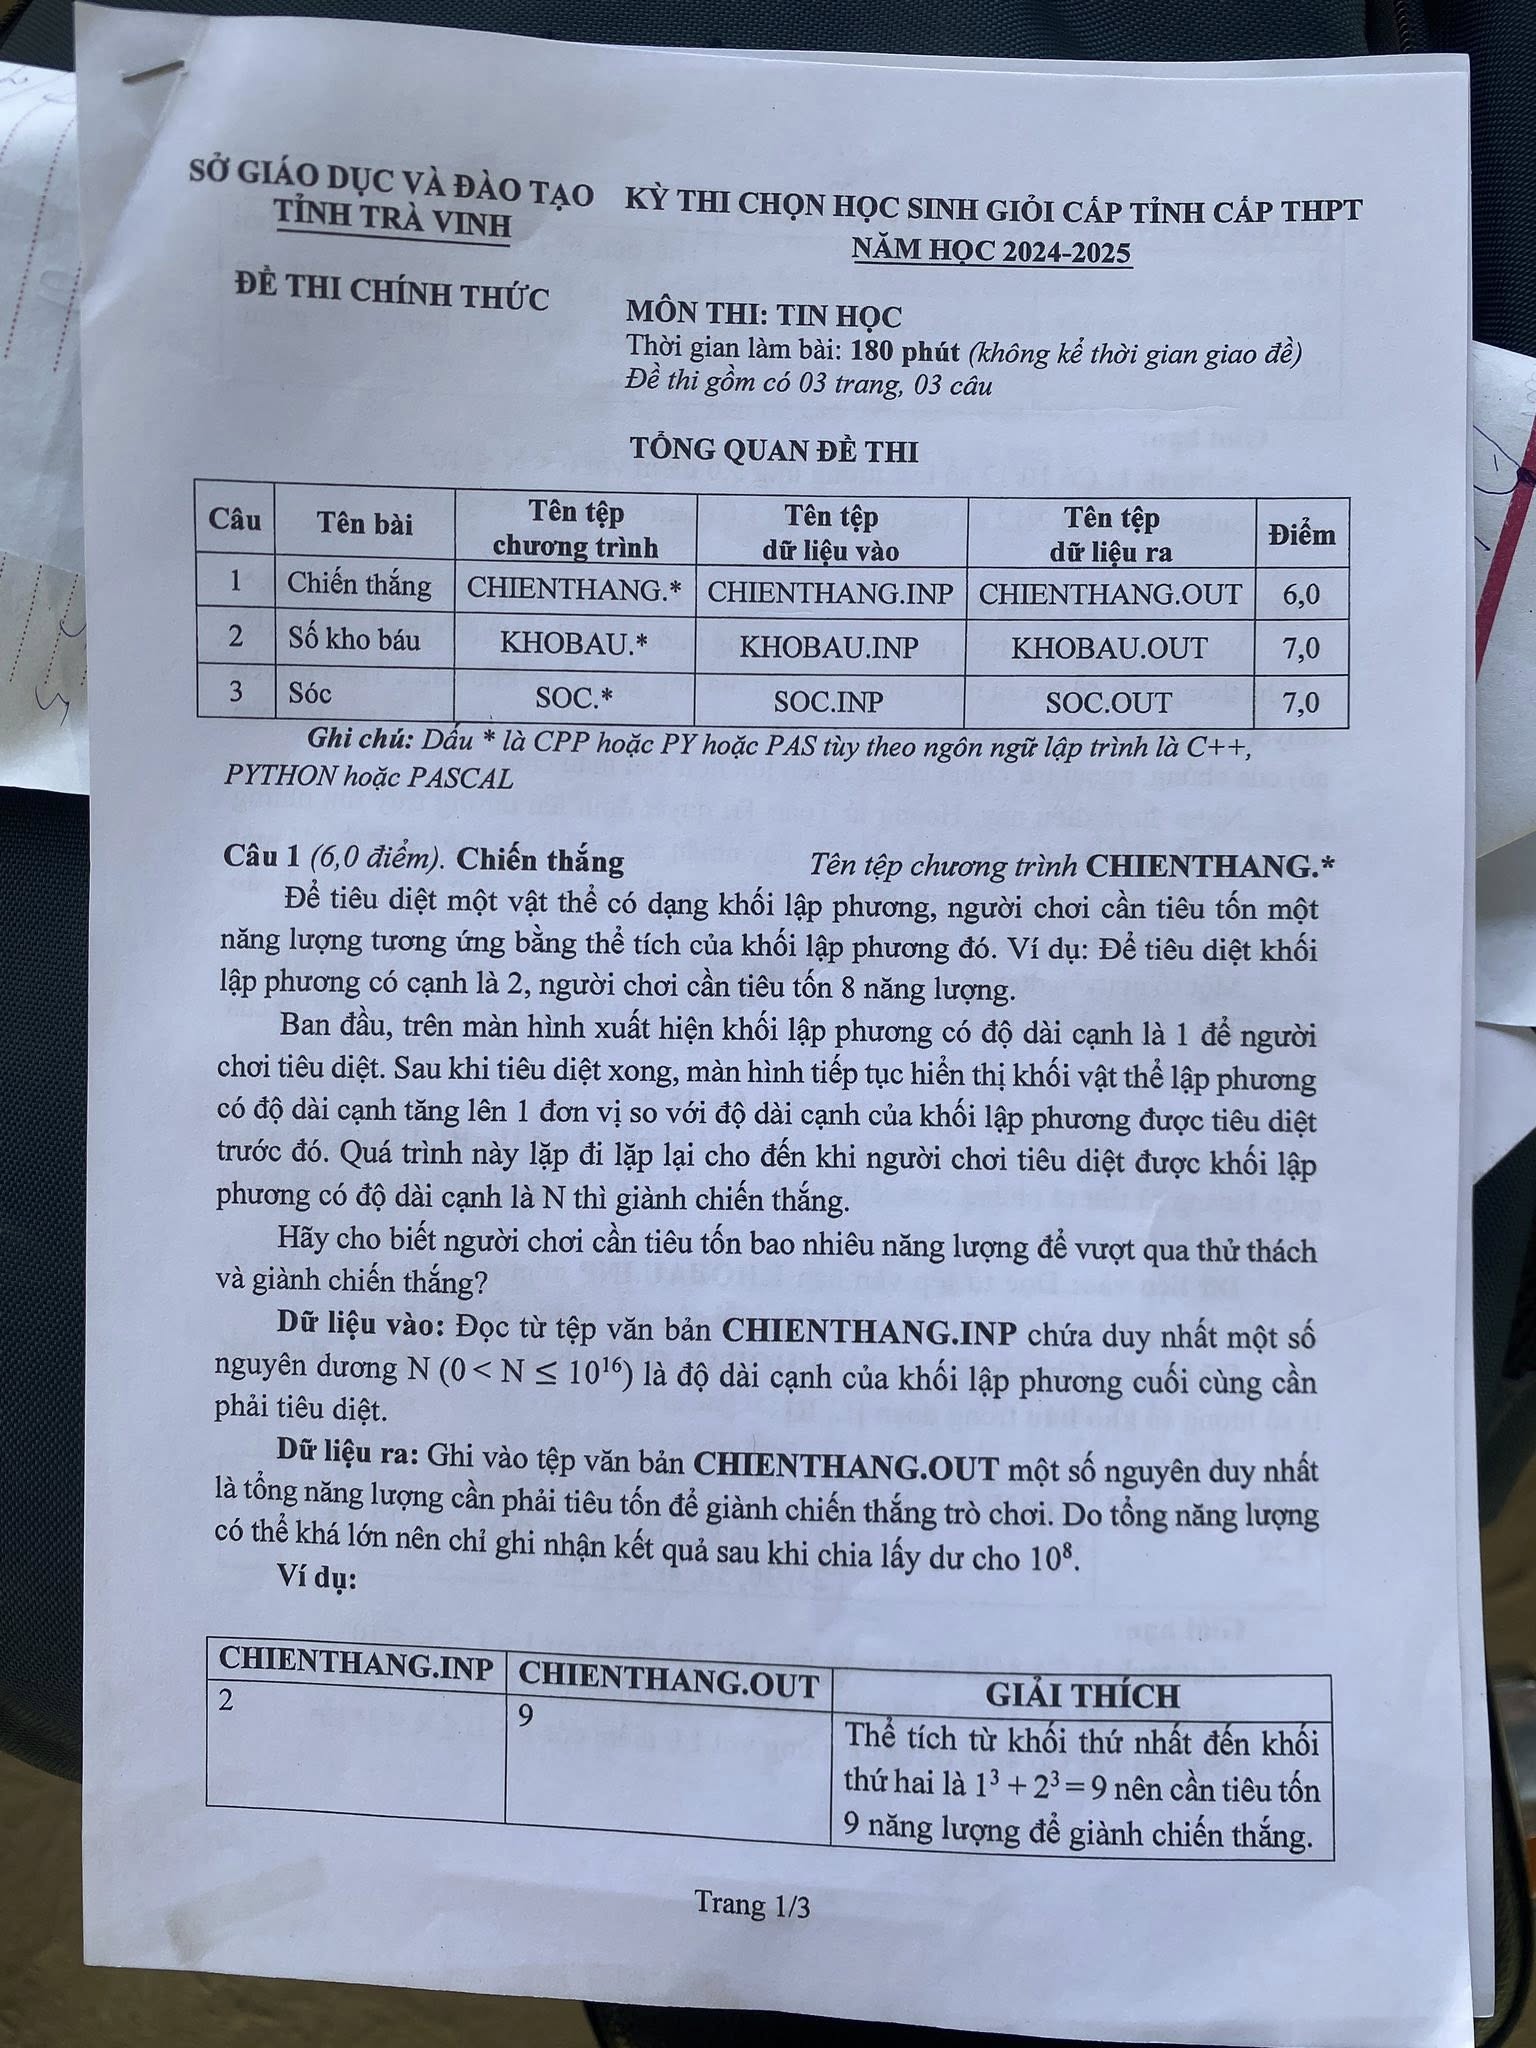 SỞ GIÁO DỤC VÀ ĐÀO TẠO
TỈNH TRÀ VINH
KỲ THI CHỌN HỌC SINH GIỎI CẤP TỈNH CẤP THPT
NĂM HỌC 2024-2025
ĐỀ THI CHÍNH THỨC
MÔN THI: TIN HỌC
Thời gian làm bài: 180 phút (không kể thời gian giao đề)
Đề thi gồm có 03 trang, 03 câu
TỔNG QUAN ĐỀ THI
Câu Tên bài Tên tệp chương trình Tên tệp dữ liệu vào Tên tệp dữ liệu ra Điểm
1 Chiến thắng CHIENTHANG.* CHIENTHANG.INP CHIENTHANG.OUT 6,0
2 Số kho báu KHOBAU.* KHOBAU.INP KHOBAU.OUT 7,0
3 Sóc SOC.* SOC.INP SOC.OUT 7,0
Ghi chú: Dấu * là CPP hoặc PY hoặc PAS tùy theo ngôn ngữ lập trình là C++,
PYTHON hoặc PASCAL
Câu 1 (6,0 điểm). Chiến thắng Tên tệp chương trình CHIENTHANG.*
Để tiêu diệt một vật thể có dạng khối lập phương, người chơi cần tiêu tốn một
năng lượng tương ứng bằng thể tích của khối lập phương đó. Ví dụ: Để tiêu diệt khối
lập phương có cạnh là 2, người chơi cần tiêu tốn 8 năng lượng.
Ban đầu, trên màn hình xuất hiện khối lập phương có độ dài cạnh là 1 để người
chơi tiêu diệt. Sau khi tiêu diệt xong, màn hình tiếp tục hiển thị khối vật thể lập phương
có độ dài cạnh tăng lên 1 đơn vị so với độ dài cạnh của khối lập phương được tiêu diệt
trước đó. Quá trình này lặp đi lặp lại cho đến khi người chơi tiêu diệt được khối lập
phương có độ dài cạnh là N thì giành chiến thắng.
Hãy cho biết người chơi cần tiêu tốn bao nhiêu năng lượng để vượt qua thử thách
và giành chiến thắng?
Dữ liệu vào: Đọc từ tệp văn bản CHIENTHANG.INP chứa duy nhất một số
nguyên dương N (0 < N ≤ 10¹⁶) là độ dài cạnh của khối lập phương cuối cùng cần
phải tiêu diệt.
Dữ liệu ra: Ghi vào tệp văn bản CHIENTHANG.OUT một số nguyên duy nhất
là tổng năng lượng cần phải tiêu tốn để giành chiến thắng trò chơi. Do tổng năng lượng
có thể khá lớn nên chỉ ghi nhận kết quả sau khi chia lấy dư cho 10⁸.
Ví dụ:
CHIENTHANG.INP CHIENTHANG.OUT GIẢI THÍCH
2 9 Thể tích từ khối thứ nhất đến khối
thứ hai là 1³ + 2³ = 9 nên cần tiêu tốn
9 năng lượng để giành chiến thắng.
Trang 1/3